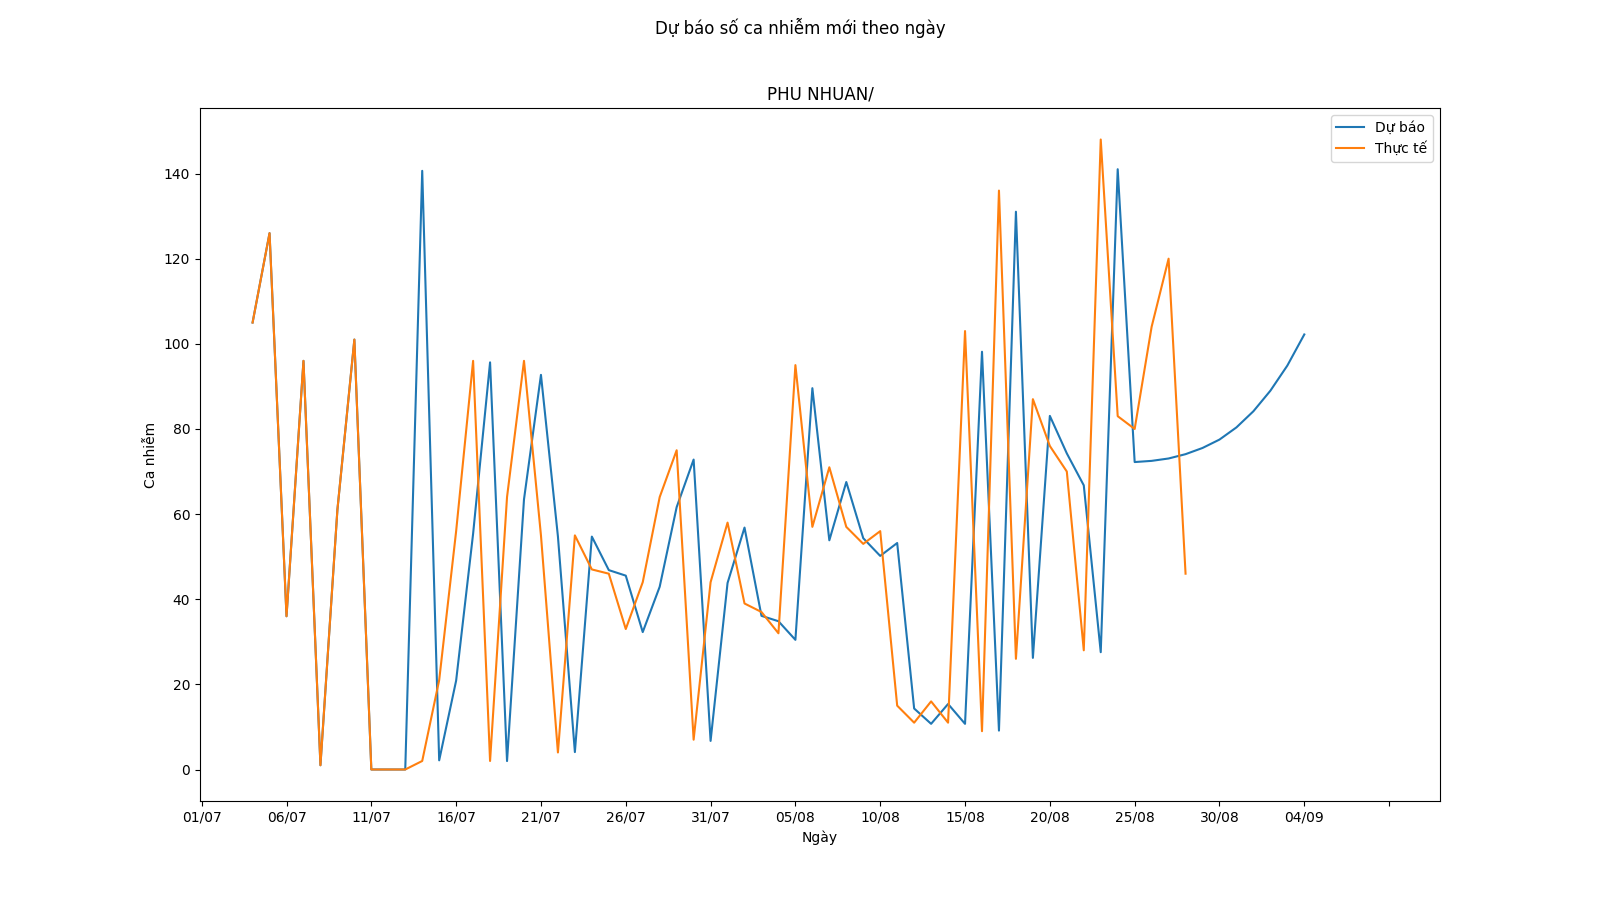 Dự báo số ca nhiễm mới theo ngày
PHU NHUAN/
Dự báo
Thực tế
140
120
100
80
60
40
20
0
Ca nhiễm
01/07 06/07 11/07 16/07 21/07 26/07 31/07 05/08 10/08 15/08 20/08 25/08 30/08 04/09
Ngày